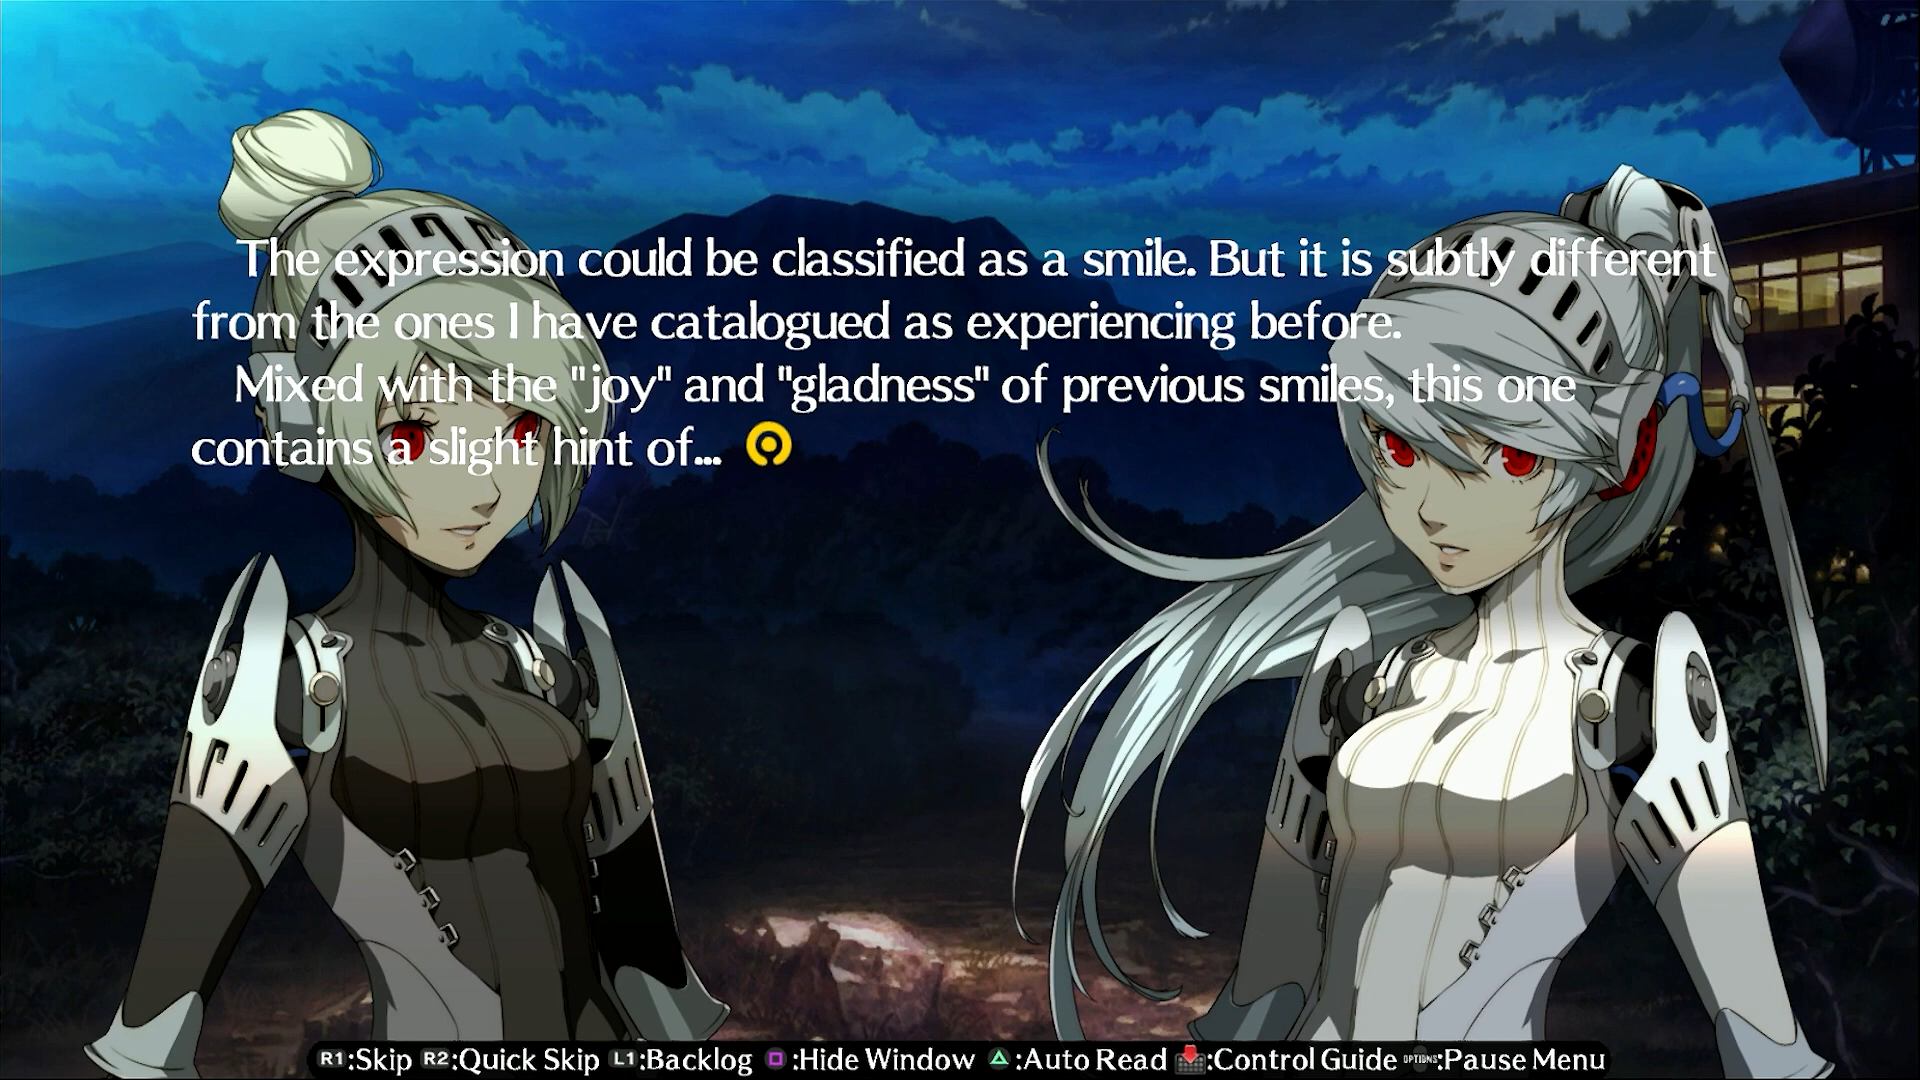 The expression could be classified as a smile. But it is subtly different
from the ones I have catalogued as experiencing before.
Mixed with the "joy" and "gladness" of previous smiles, this one
contains a slight hint of...
R1:Skip R2:Quick Skip L1:Backlog :Hide Window :Auto Read :Control Guide OPTIONS:Pause Menu